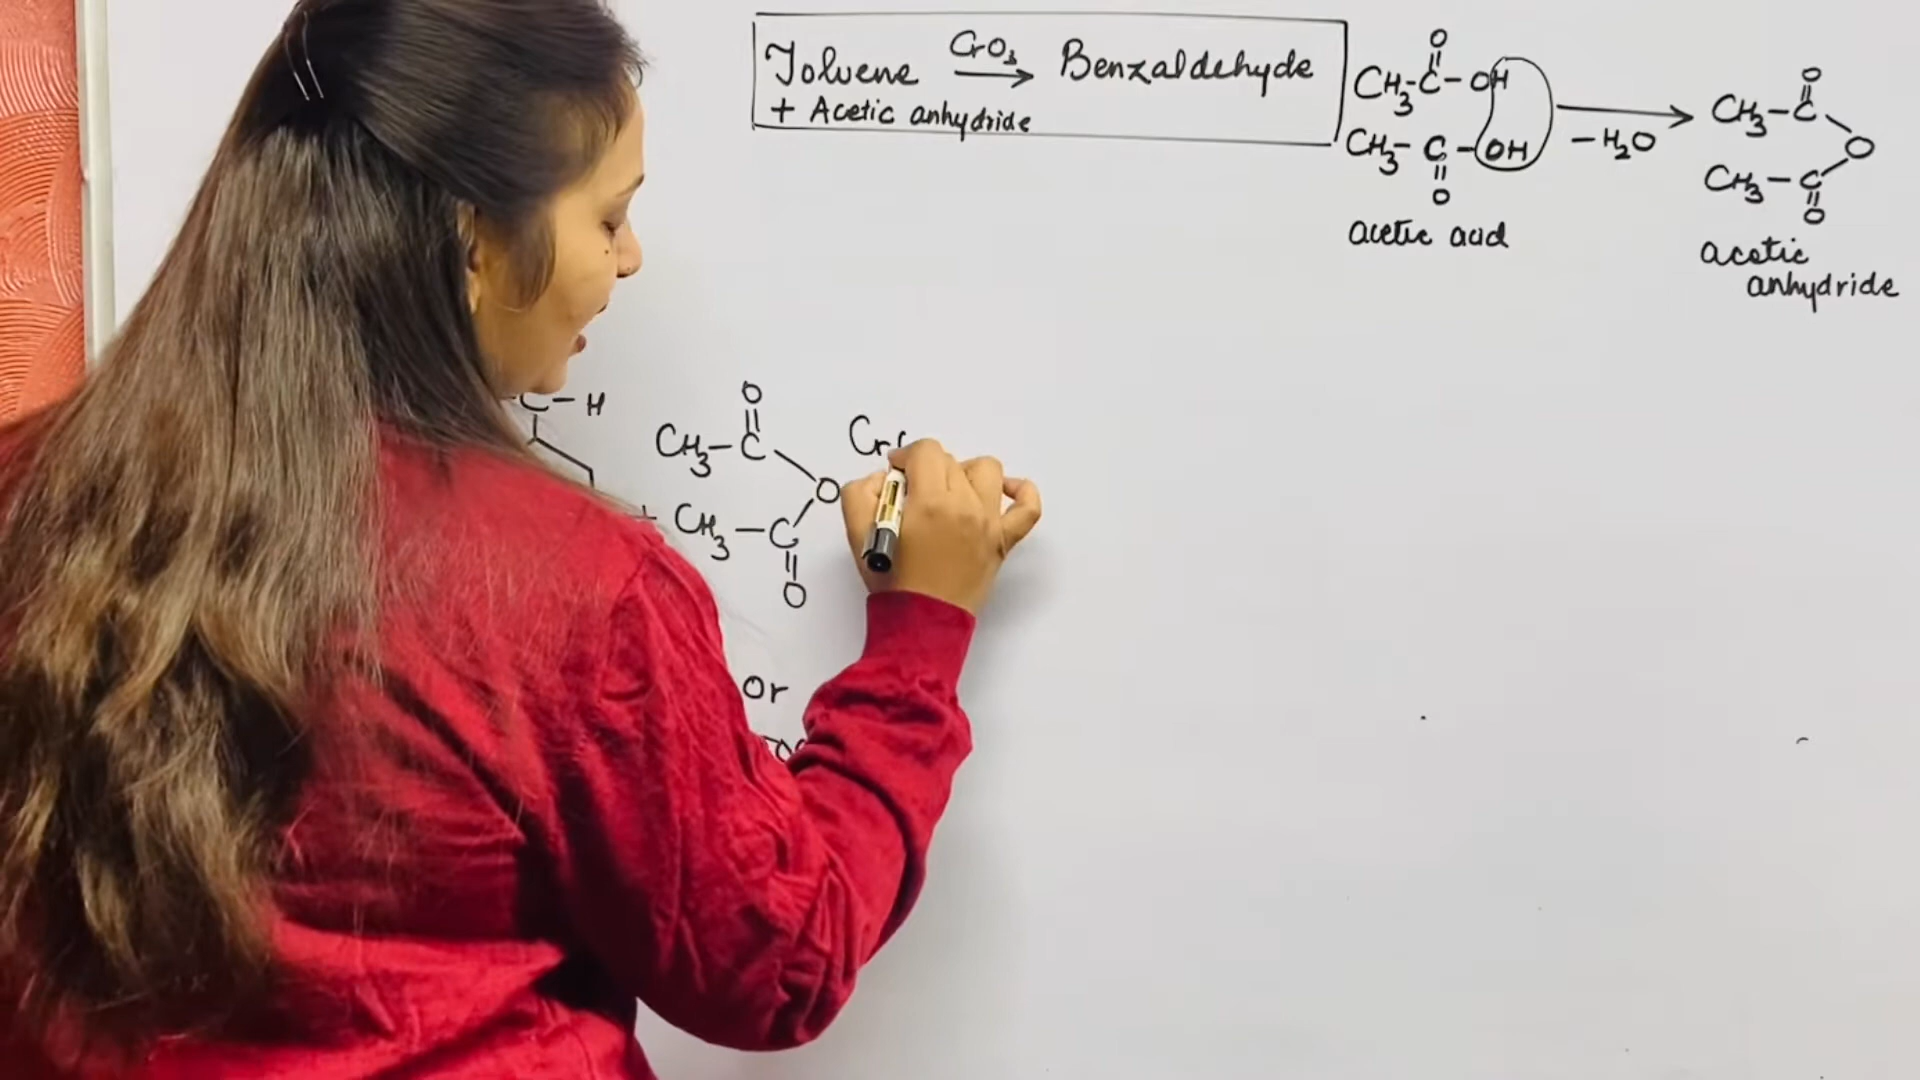 Toluene CrO₃ → Benzaldehyde
+ Acetic anhydride
O
CH₃-C-OH
CH₃-C-OH
O
acetic acid
→
-H₂O
O
CH₃-C
O
CH₃-C
O
acetic
anhydride
C-H
O
CH₃-C
O
+ CH₃-C
O
Cr
Or